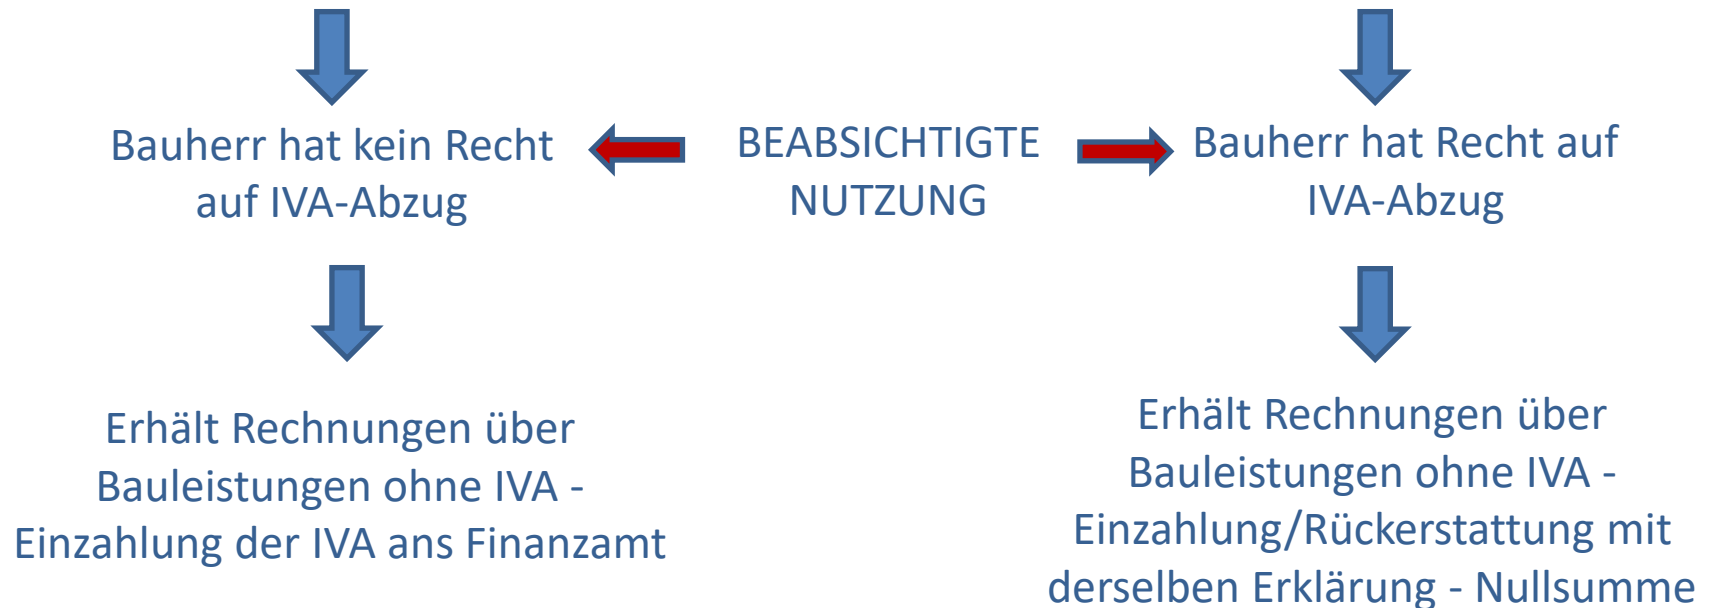 Bauherr hat kein Recht
auf IVA-Abzug
BEABSICHTIGTE
NUTZUNG
Bauherr hat Recht auf
IVA-Abzug
Erhält Rechnungen über
Bauleistungen ohne IVA -
Einzahlung der IVA ans Finanzamt
Erhält Rechnungen über
Bauleistungen ohne IVA -
Einzahlung/Rückerstattung mit
derselben Erklärung - Nullsumme